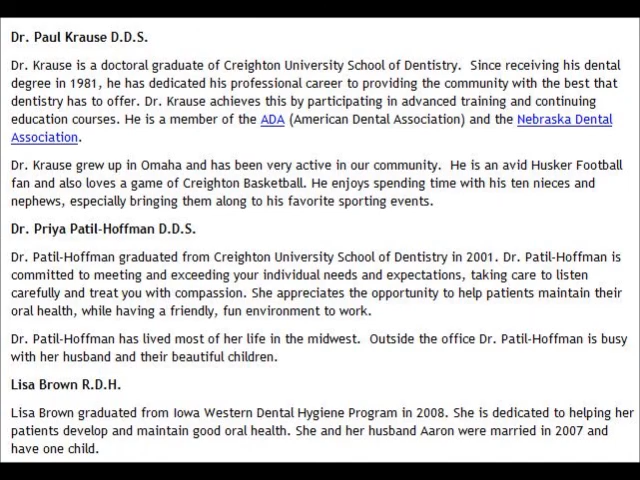 Dr. Paul Krause D.D.S.
Dr. Krause is a doctoral graduate of Creighton University School of Dentistry.  Since receiving his dental
degree in 1981, he has dedicated his professional career to providing the community with the best that
dentistry has to offer. Dr. Krause achieves this by participating in advanced training and continuing
education courses. He is a member of the ADA (American Dental Association) and the Nebraska Dental
Association.
Dr. Krause grew up in Omaha and has been very active in our community.  He is an avid Husker Football
fan and also loves a game of Creighton Basketball. He enjoys spending time with his ten nieces and
nephews, especially bringing them along to his favorite sporting events.
Dr. Priya Patil-Hoffman D.D.S.
Dr. Patil-Hoffman graduated from Creighton University School of Dentistry in 2001. Dr. Patil-Hoffman is
committed to meeting and exceeding your individual needs and expectations, taking care to listen
carefully and treat you with compassion. She appreciates the opportunity to help patients maintain their
oral health, while having a friendly, fun environment to work.
Dr. Patil-Hoffman has lived most of her life in the midwest.  Outside the office Dr. Patil-Hoffman is busy
with her husband and their beautiful children.
Lisa Brown R.D.H.
Lisa Brown graduated from Iowa Western Dental Hygiene Program in 2008. She is dedicated to helping her
patients develop and maintain good oral health. She and her husband Aaron were married in 2007 and
have one child.